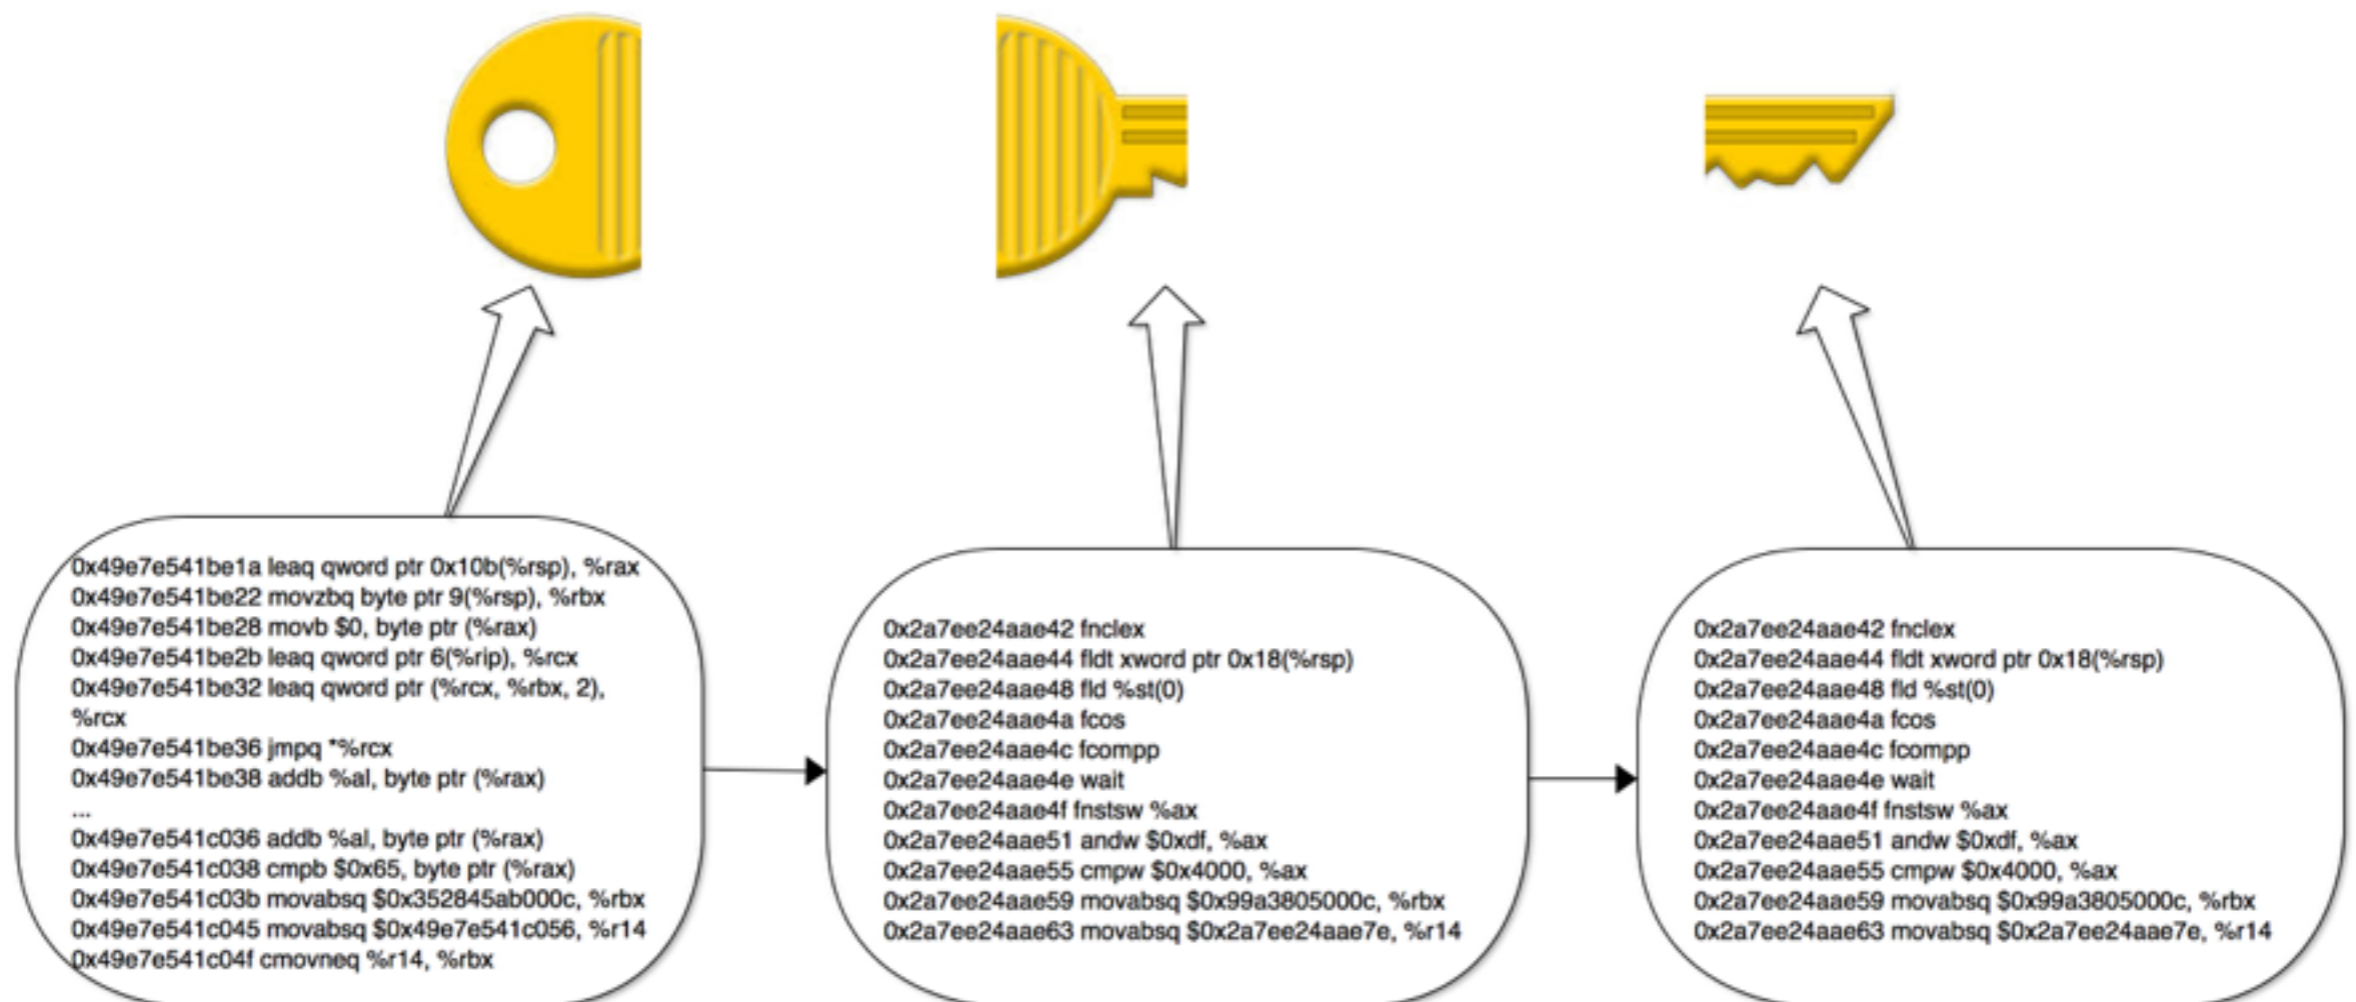 0x49e7e541be1a leaq qword ptr 0x10b(%rsp), %rax
0x49e7e541be22 movzbq byte ptr 9(%rsp), %rbx
0x49e7e541be28 movb $0, byte ptr (%rax)
0x49e7e541be2b leaq qword ptr 6(%rip), %rcx
0x49e7e541be32 leaq qword ptr (%rcx, %rbx, 2),
%rcx
0x49e7e541be36 jmpq *%rcx
0x49e7e541be38 addb %al, byte ptr (%rax)
...
0x49e7e541c036 addb %al, byte ptr (%rax)
0x49e7e541c038 cmpb $0x65, byte ptr (%rax)
0x49e7e541c03b movabsq $0x352845ab000c, %rbx
0x49e7e541c045 movabsq $0x49e7e541c056, %r14
0x49e7e541c04f cmovneq %r14, %rbx
0x2a7ee24aae42 fnclex
0x2a7ee24aae44 fldt xword ptr 0x18(%rsp)
0x2a7ee24aae48 fld %st(0)
0x2a7ee24aae4a fcos
0x2a7ee24aae4c fcompp
0x2a7ee24aae4e wait
0x2a7ee24aae4f fnstsw %ax
0x2a7ee24aae51 andw $0xdf, %ax
0x2a7ee24aae55 cmpw $0x4000, %ax
0x2a7ee24aae59 movabsq $0x99a3805000c, %rbx
0x2a7ee24aae63 movabsq $0x2a7ee24aae7e, %r14
0x2a7ee24aae42 fnclex
0x2a7ee24aae44 fldt xword ptr 0x18(%rsp)
0x2a7ee24aae48 fld %st(0)
0x2a7ee24aae4a fcos
0x2a7ee24aae4c fcompp
0x2a7ee24aae4e wait
0x2a7ee24aae4f fnstsw %ax
0x2a7ee24aae51 andw $0xdf, %ax
0x2a7ee24aae55 cmpw $0x4000, %ax
0x2a7ee24aae59 movabsq $0x99a3805000c, %rbx
0x2a7ee24aae63 movabsq $0x2a7ee24aae7e, %r14